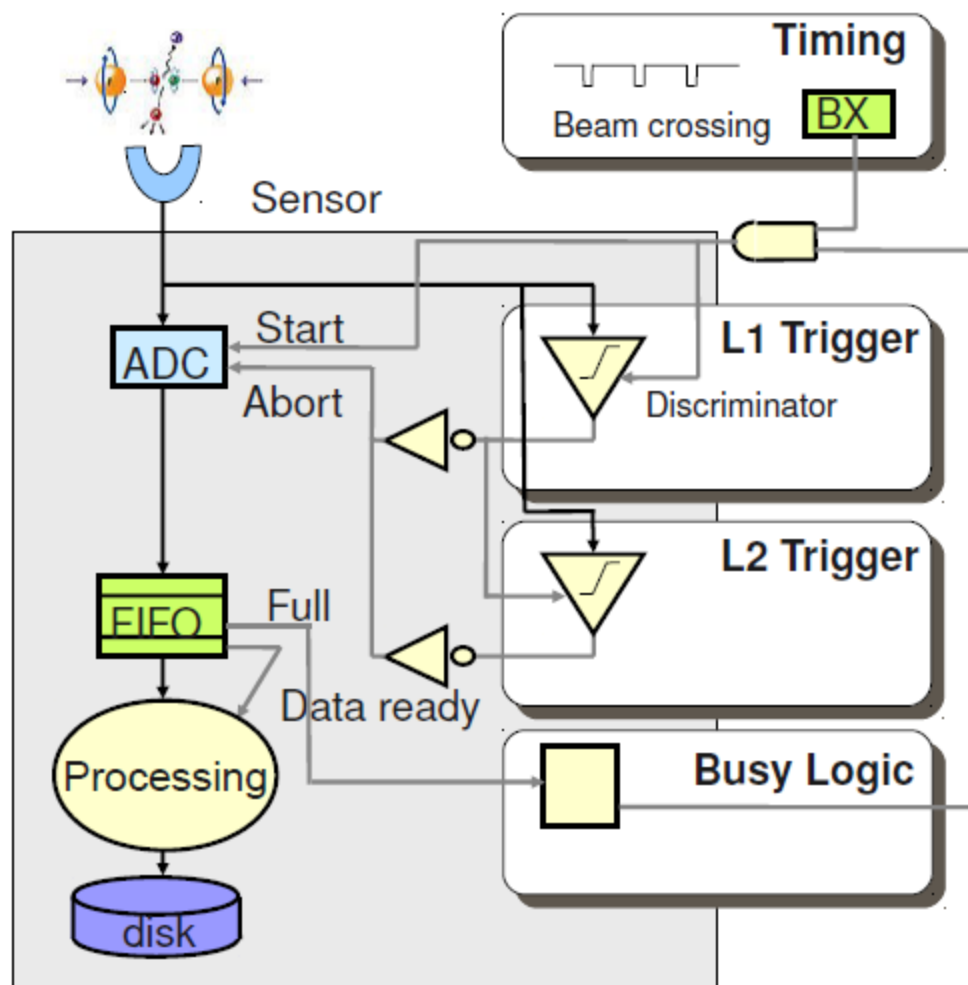 Timing
Beam crossing
BX
Sensor
Start
L1 Trigger
ADC
Abort
Discriminator
L2 Trigger
FIFO
Full
Data ready
Processing
Busy Logic
disk